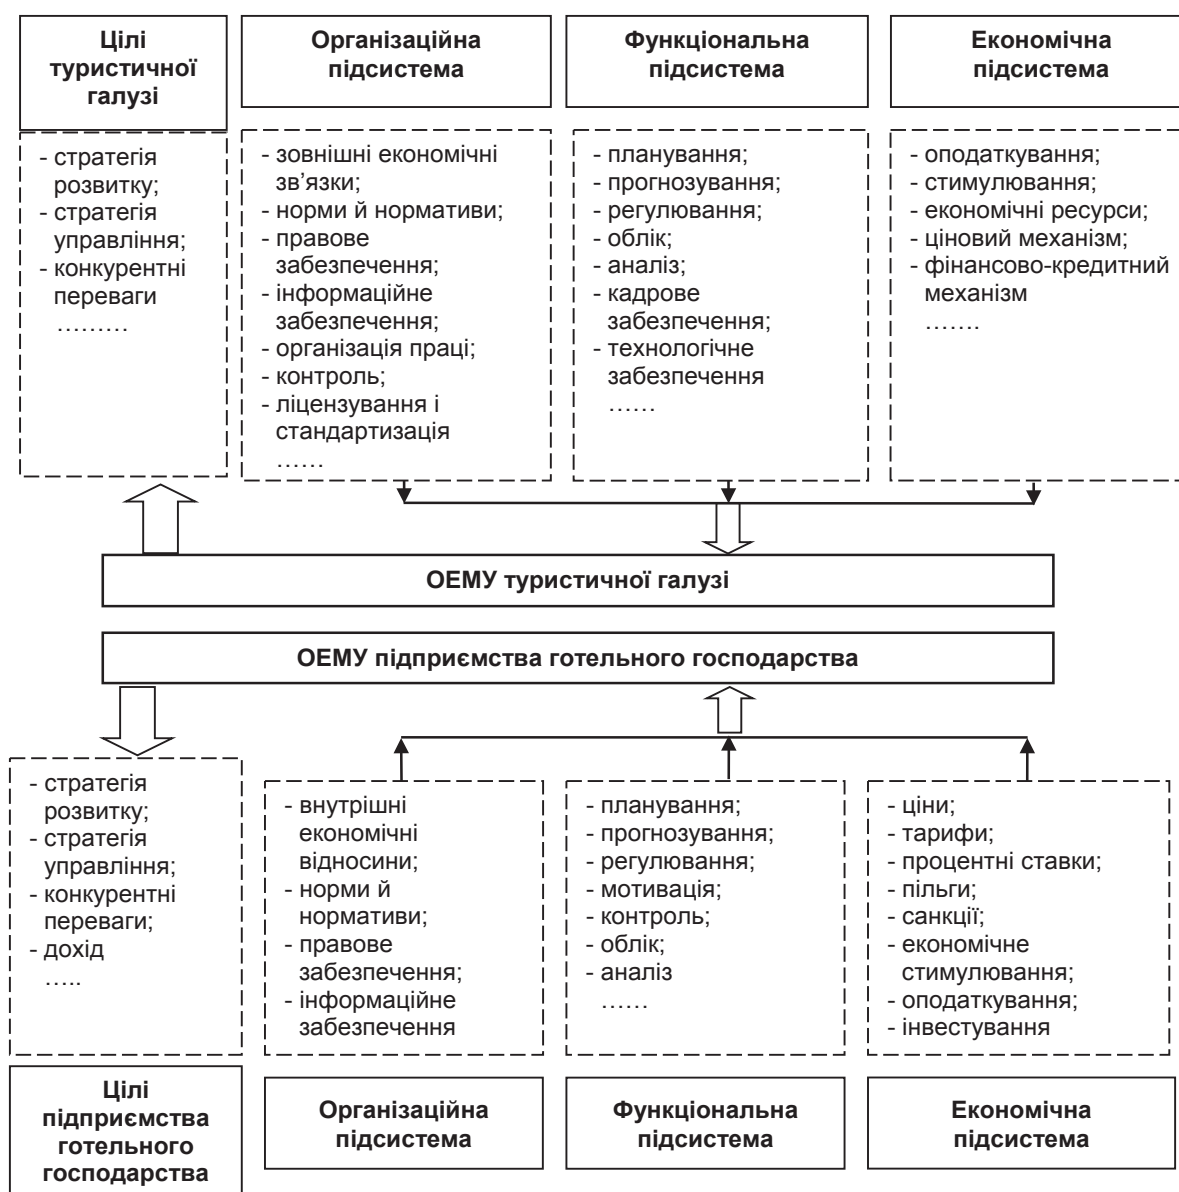 Цілі
туристичної
галузі
- стратегія
розвитку;
- стратегія
управління;
- конкурентні
переваги
………
Організаційна
підсистема
- зовнішні економічні
зв’язки;
- норми й нормативи;
- правове
забезпечення;
- інформаційне
забезпечення;
- організація праці;
- контроль;
- ліцензування і
стандартизація
……
Функціональна
підсистема
- планування;
- прогнозування;
- регулювання;
- облік;
- аналіз;
- кадрове
забезпечення;
- технологічне
забезпечення
……
Економічна
підсистема
- оподаткування;
- стимулювання;
- економічні ресурси;
- ціновий механізм;
- фінансово-кредитний
механізм
…….
ОЕМУ туристичної галузі
ОЕМУ підприємства готельного господарства
- стратегія
розвитку;
- стратегія
управління;
- конкурентні
переваги;
- дохід
…..
Цілі
підприємства
готельного
господарства
- внутрішні
економічні
відносини;
- норми й
нормативи;
- правове
забезпечення;
- інформаційне
забезпечення
Організаційна
підсистема
- планування;
- прогнозування;
- регулювання;
- мотивація;
- контроль;
- облік;
- аналіз
……
Функціональна
підсистема
- ціни;
- тарифи;
- процентні ставки;
- пільги;
- санкції;
- економічне
стимулювання;
- оподаткування;
- інвестування
Економічна
підсистема